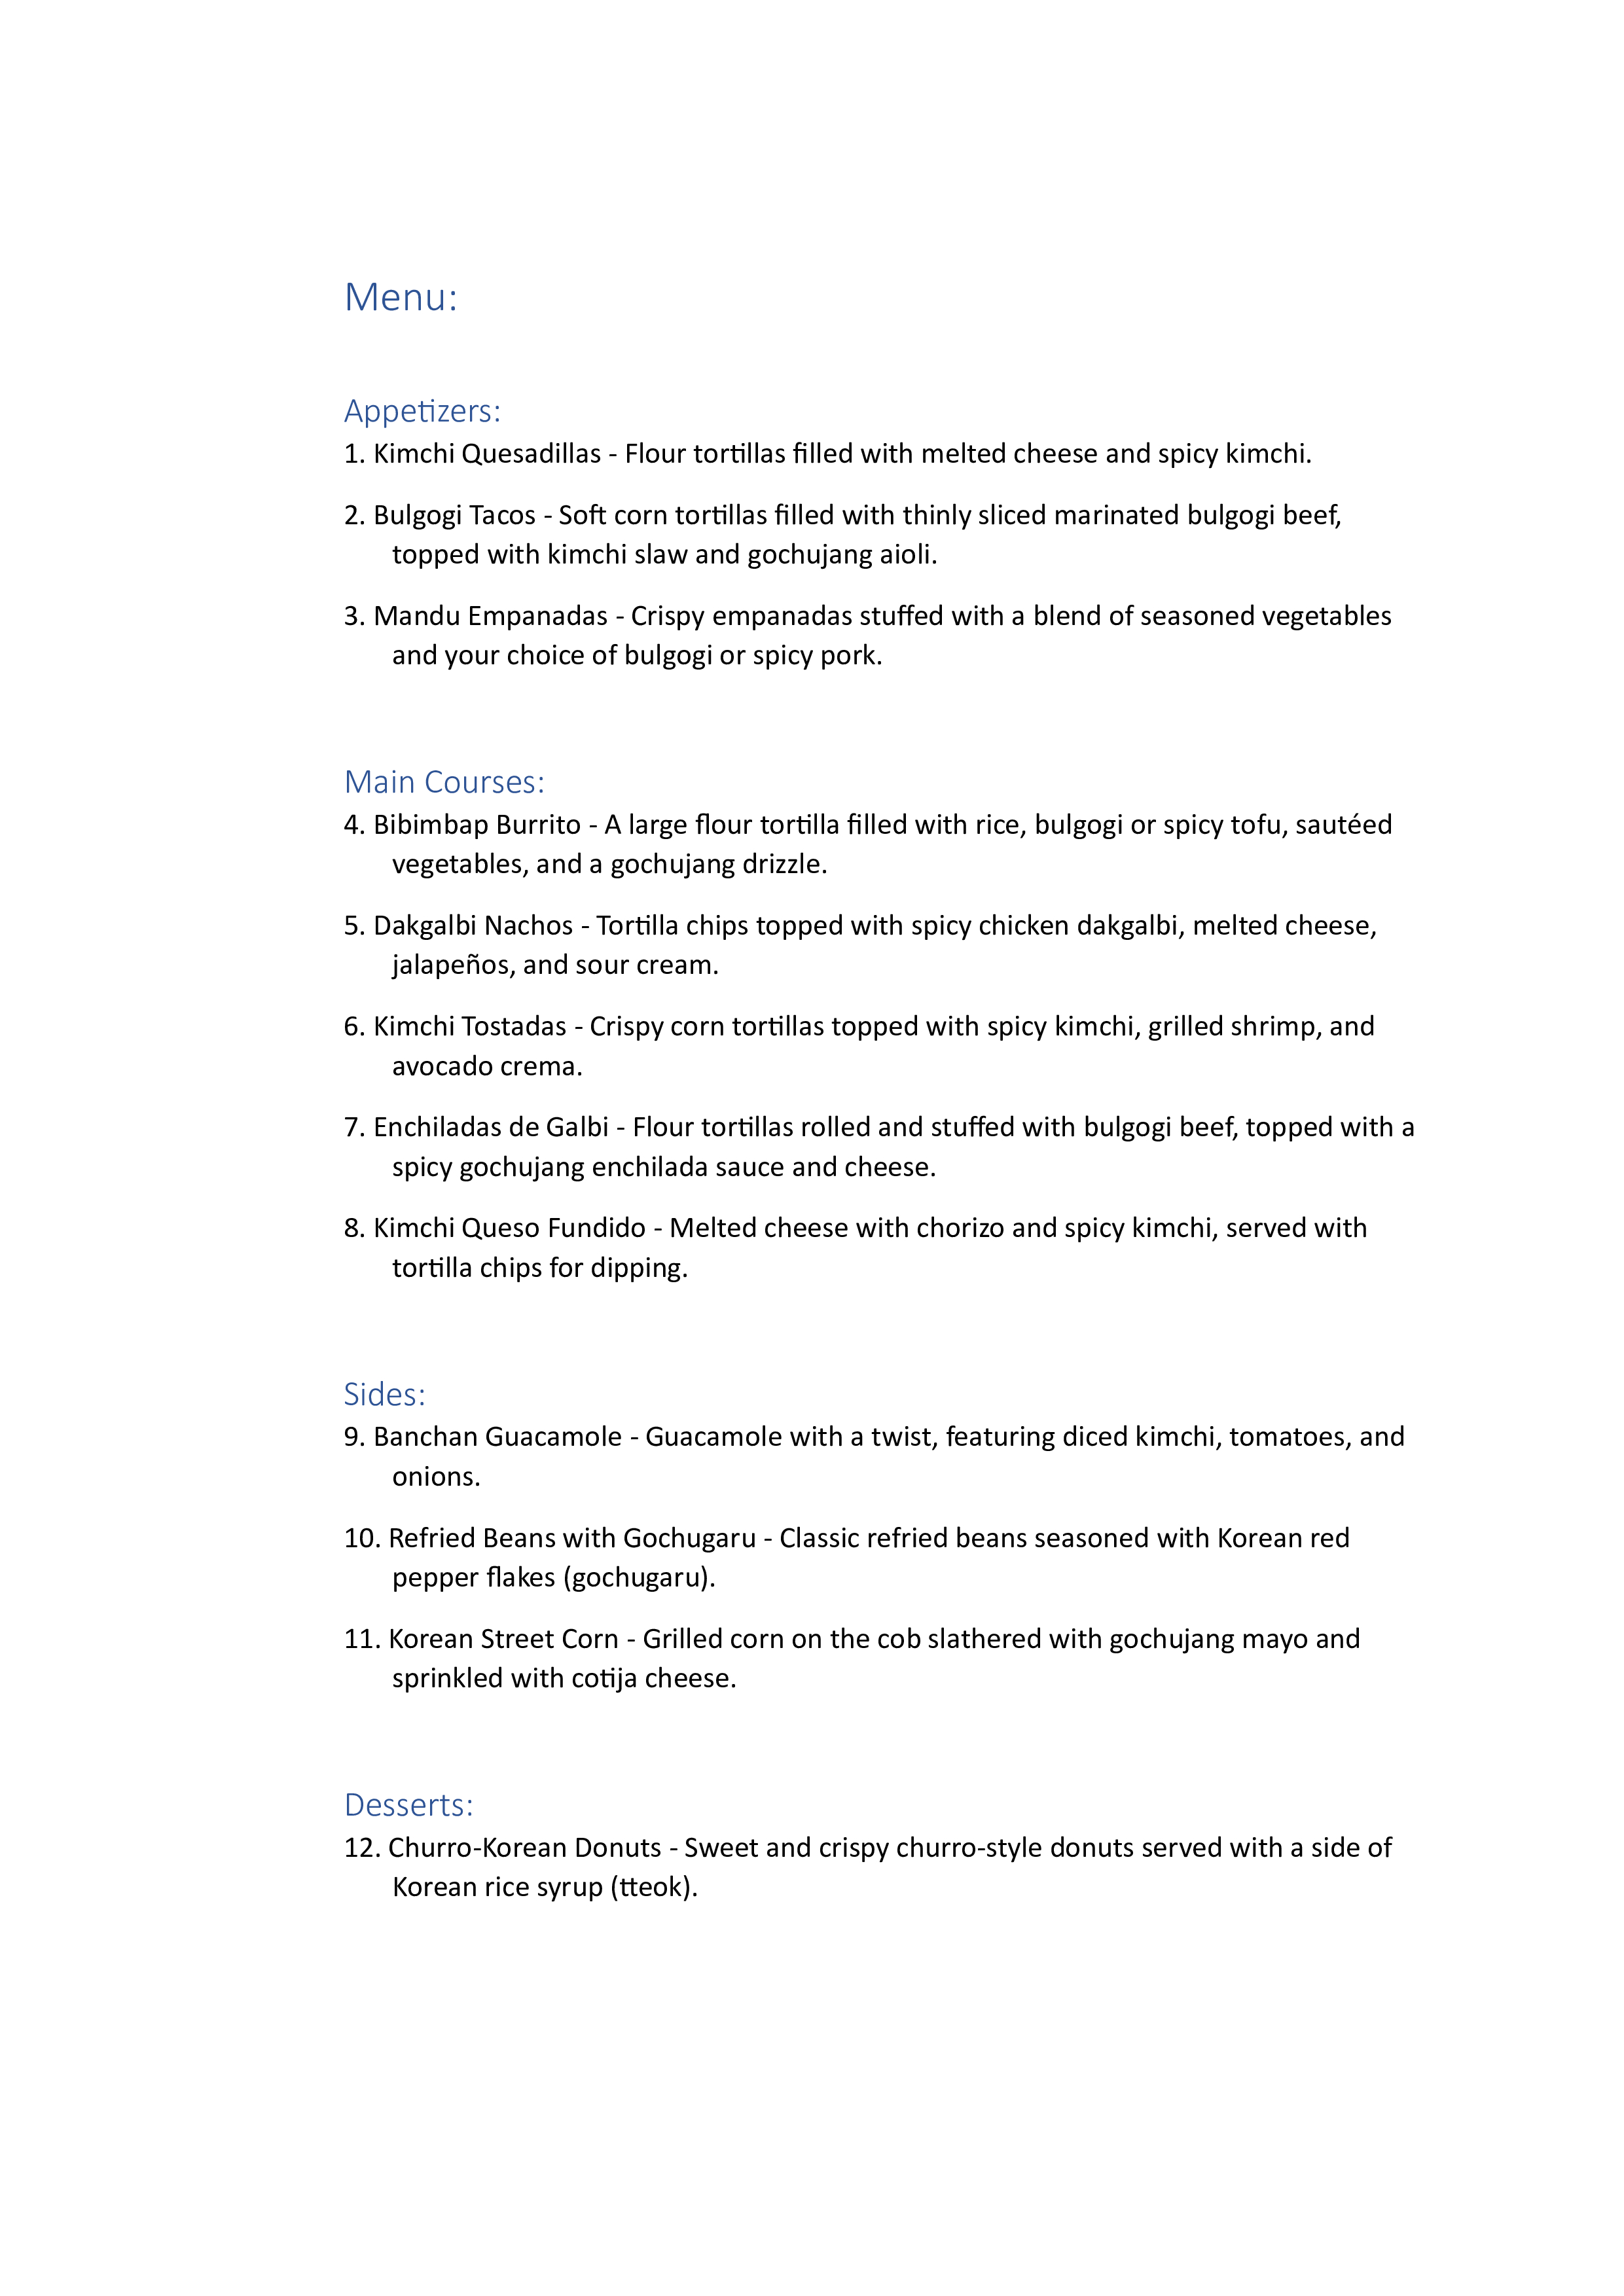 Menu:
Appetizers:
1. Kimchi Quesadillas - Flour tortillas filled with melted cheese and spicy kimchi.
2. Bulgogi Tacos - Soft corn tortillas filled with thinly sliced marinated bulgogi beef,
topped with kimchi slaw and gochujang aioli.
3. Mandu Empanadas - Crispy empanadas stuffed with a blend of seasoned vegetables
and your choice of bulgogi or spicy pork.
Main Courses:
4. Bibimbap Burrito - A large flour tortilla filled with rice, bulgogi or spicy tofu, sautéed
vegetables, and a gochujang drizzle.
5. Dakgalbi Nachos - Tortilla chips topped with spicy chicken dakgalbi, melted cheese,
jalapeños, and sour cream.
6. Kimchi Tostadas - Crispy corn tortillas topped with spicy kimchi, grilled shrimp, and
avocado crema.
7. Enchiladas de Galbi - Flour tortillas rolled and stuffed with bulgogi beef, topped with a
spicy gochujang enchilada sauce and cheese.
8. Kimchi Queso Fundido - Melted cheese with chorizo and spicy kimchi, served with
tortilla chips for dipping.
Sides:
9. Banchan Guacamole - Guacamole with a twist, featuring diced kimchi, tomatoes, and
onions.
10. Refried Beans with Gochugaru - Classic refried beans seasoned with Korean red
pepper flakes (gochugaru).
11. Korean Street Corn - Grilled corn on the cob slathered with gochujang mayo and
sprinkled with cotija cheese.
Desserts:
12. Churro-Korean Donuts - Sweet and crispy churro-style donuts served with a side of
Korean rice syrup (tteok).